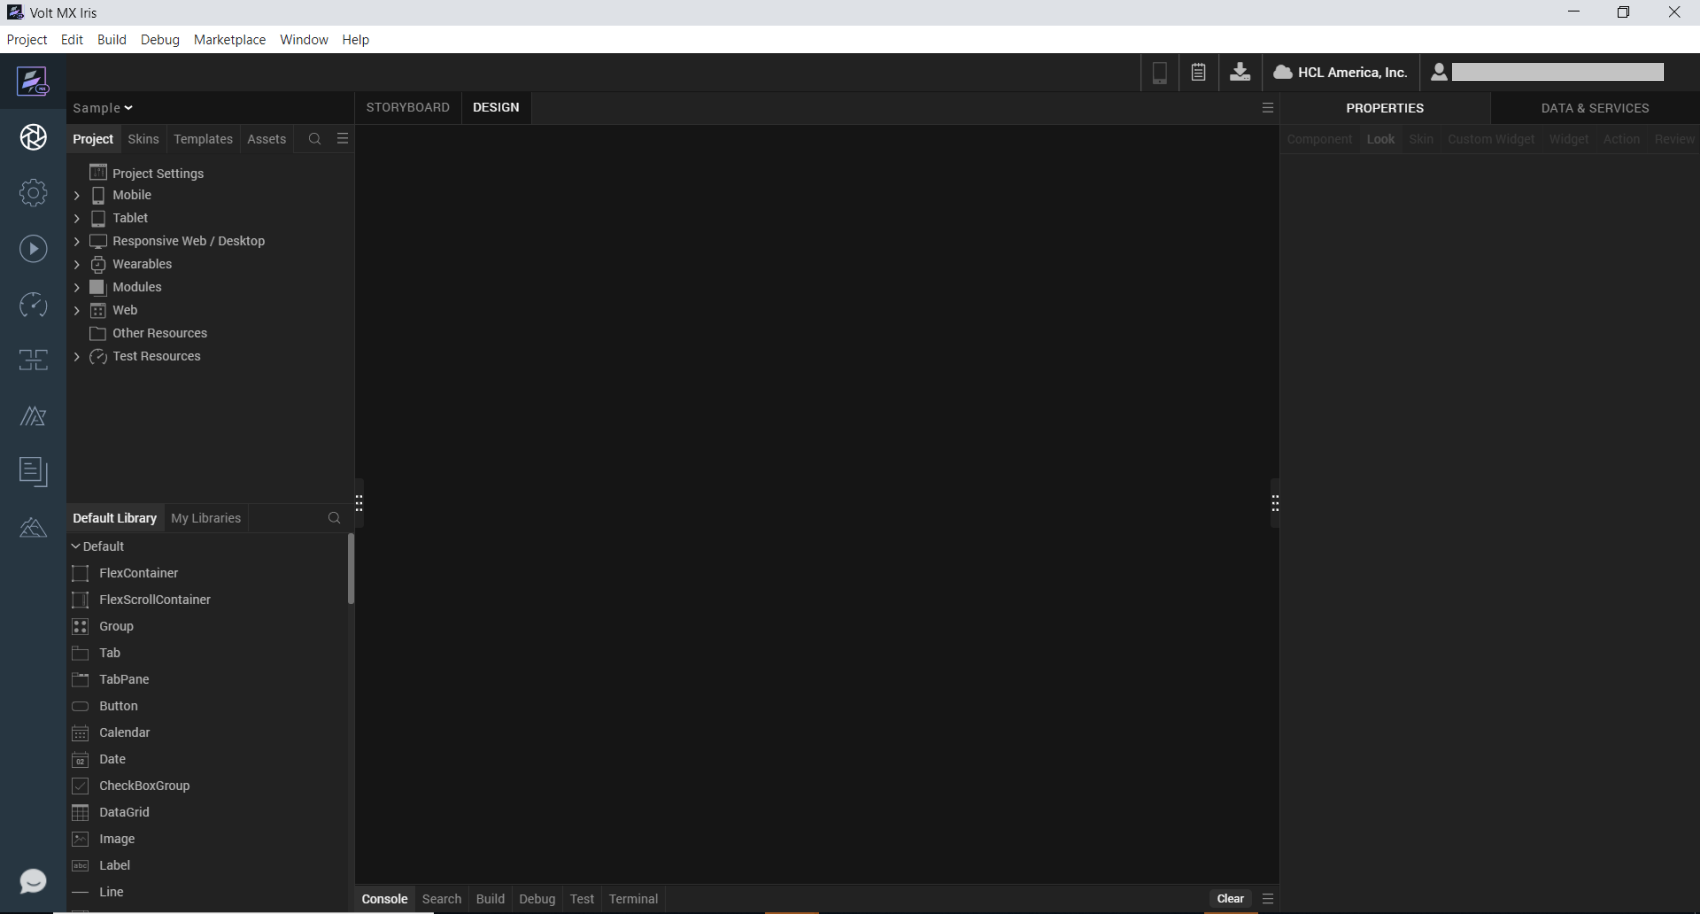 Volt MX Iris
Project Edit Build Debug Marketplace Window Help
HCL America, Inc.
Sample
STORYBOARD DESIGN
PROPERTIES DATA & SERVICES
Project Skins Templates Assets
Component Look Skin Custom Widget Widget Action Review
Project Settings
Mobile
Tablet
Responsive Web / Desktop
Wearables
Modules
Web
Other Resources
Test Resources
Default Library My Libraries
Default
FlexContainer
FlexScrollContainer
Group
Tab
TabPane
Button
Calendar
02 Date
CheckBoxGroup
DataGrid
Image
abc Label
Line
Console Search Build Debug Test Terminal Clear